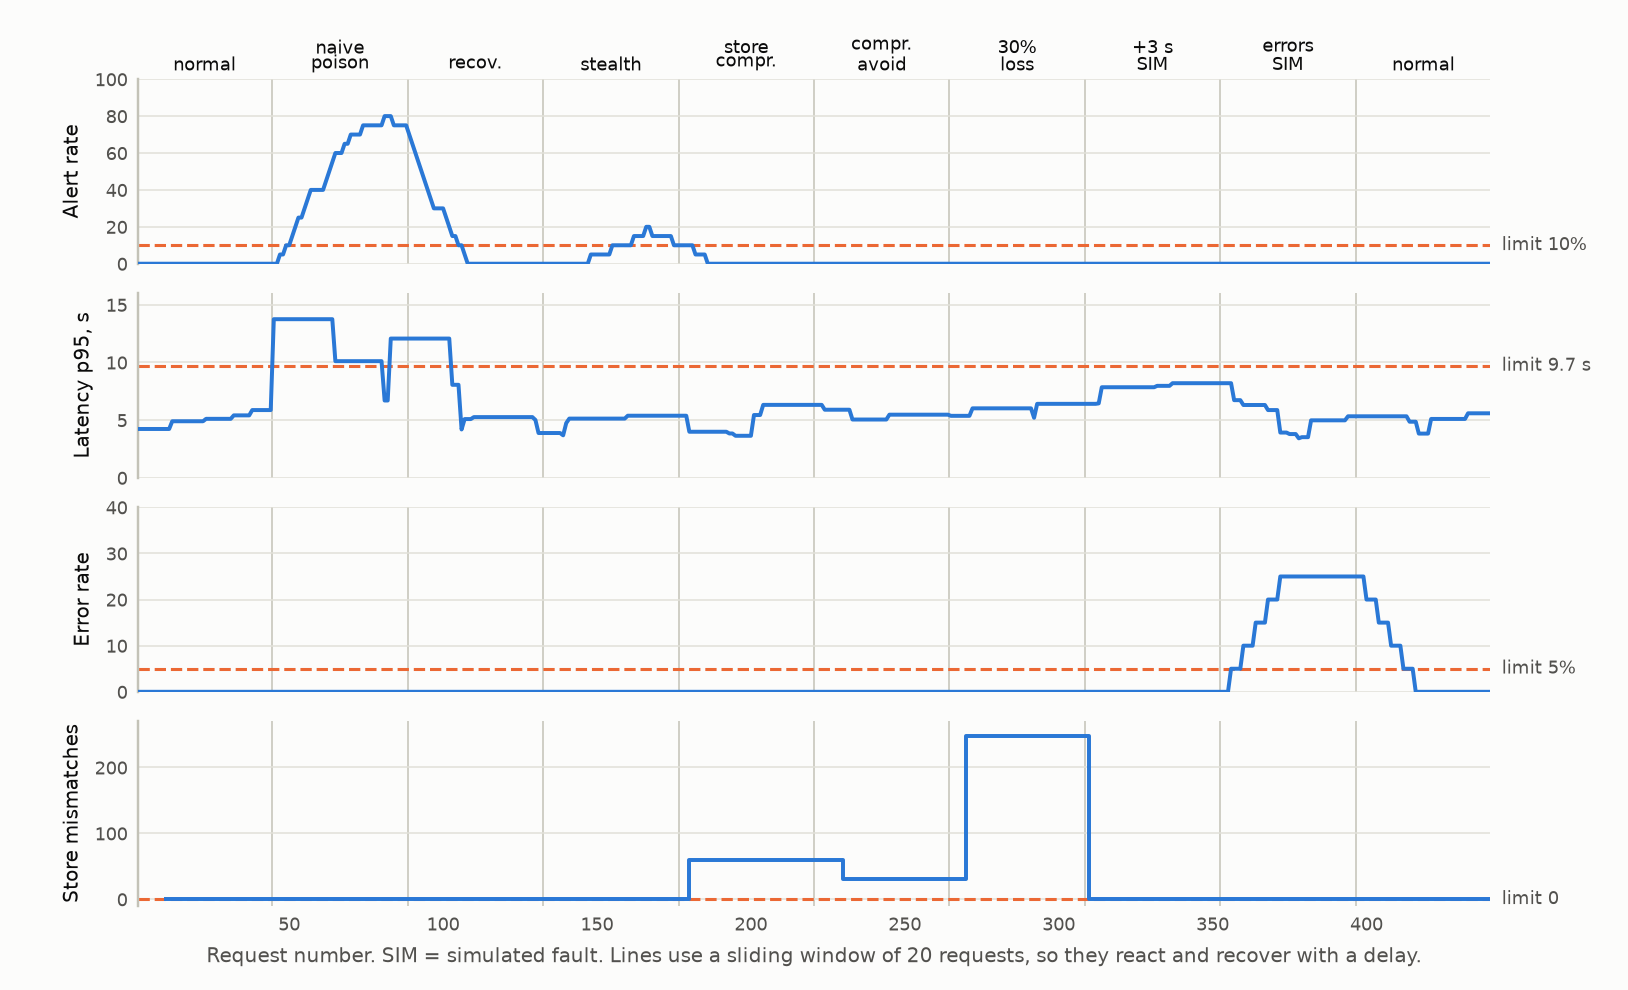 normal
naive
poison
recov.
stealth
store
compr.
compr.
avoid
30%
loss
+3 s
SIM
errors
SIM
normal
Alert rate
100
80
60
40
20
0
limit 10%
Latency p95, s
15
10
5
0
limit 9.7 s
Error rate
40
30
20
10
0
limit 5%
Store mismatches
200
100
0
limit 0
50 100 150 200 250 300 350 400
Request number. SIM = simulated fault. Lines use a sliding window of 20 requests, so they react and recover with a delay.